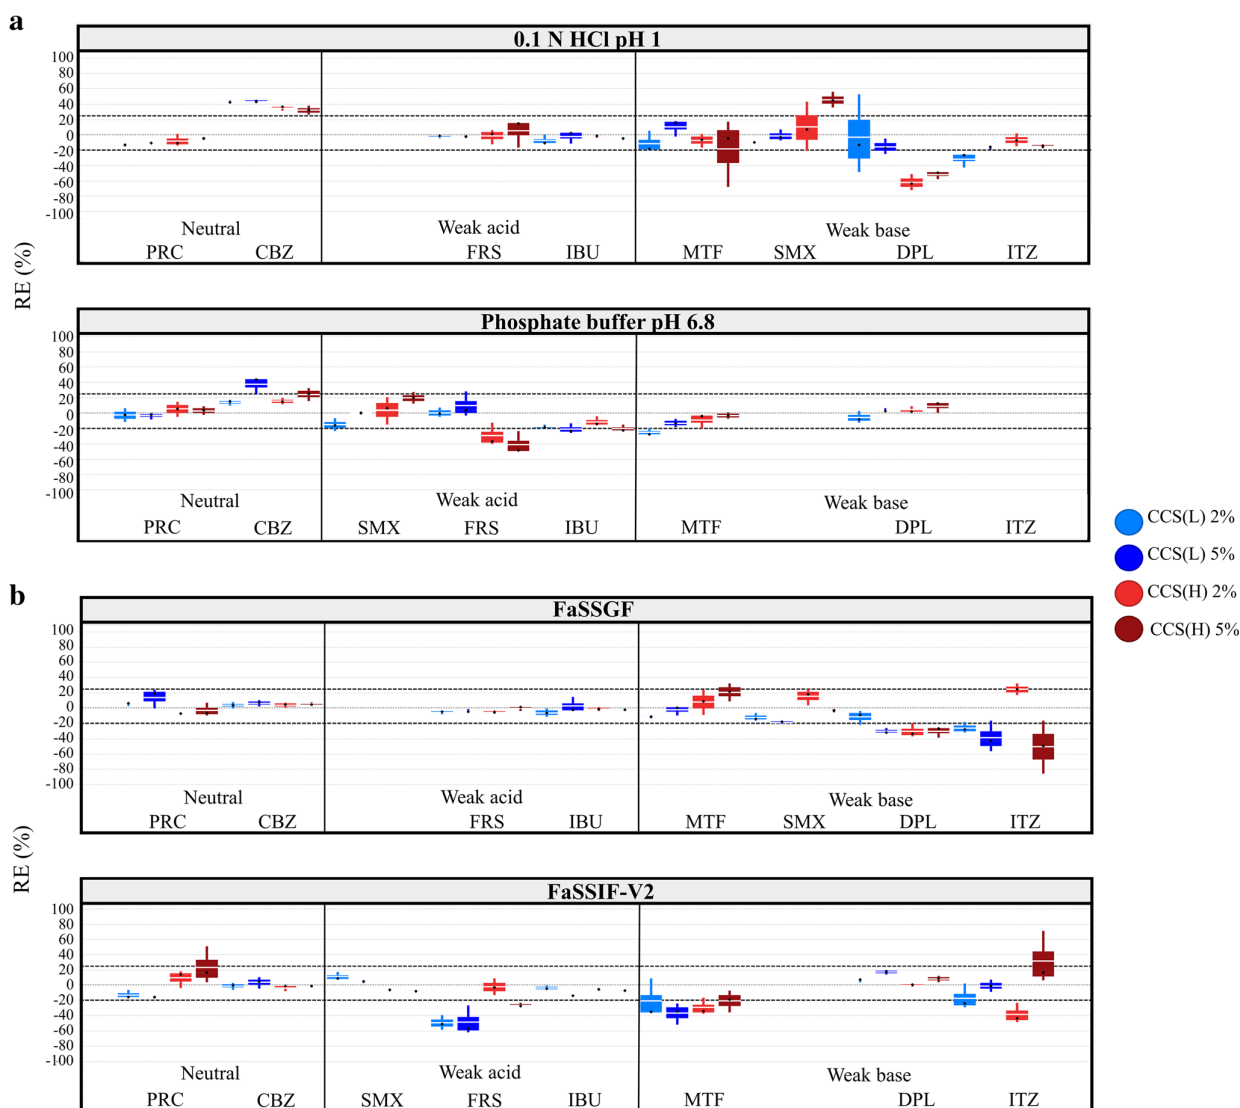 a
0.1 N HCl pH 1
100
80
60
40
20
0
-20
-40
-60
-80
-100
Neutral Weak acid Weak base
PRC CBZ FRS IBU MTF SMX DPL ITZ
RE (%)
Phosphate buffer pH 6.8
100
80
60
40
20
0
-20
-40
-60
-80
-100
Neutral Weak acid Weak base
PRC CBZ SMX FRS IBU MTF DPL ITZ
CCS(L) 2%
CCS(L) 5%
CCS(H) 2%
CCS(H) 5%
b
FaSSGF
100
80
60
40
20
0
-20
-40
-60
-80
-100
Neutral Weak acid Weak base
PRC CBZ FRS IBU MTF SMX DPL ITZ
RE (%)
FaSSIF-V2
100
80
60
40
20
0
-20
-40
-60
-80
-100
Neutral Weak acid Weak base
PRC CBZ SMX FRS IBU MTF DPL ITZ